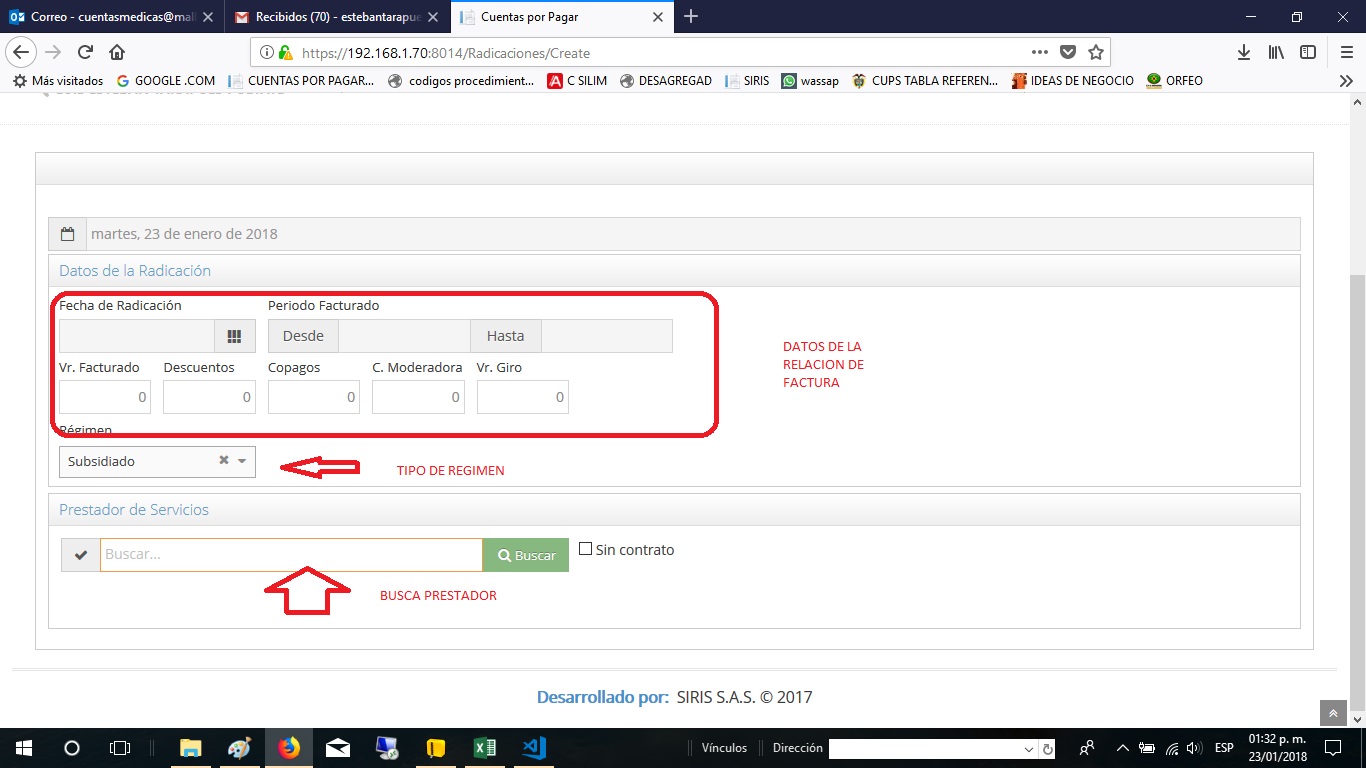 Correo - cuentasmedicas@mall
Recibidos (70) - estebantarapue
Cuentas por Pagar
https://192.168.1.70:8014/Radicaciones/Create
Más visitados
GOOGLE .COM
CUENTAS POR PAGAR...
codigos procedimient...
C SILIM
DESAGREGAD
SIRIS
wassap
CUPS TABLA REFEREN...
IDEAS DE NEGOCIO
ORFEO
martes, 23 de enero de 2018
Datos de la Radicación
Fecha de Radicación
Periodo Facturado
Desde
Hasta
DATOS DE LA
RELACION DE
FACTURA
Vr. Facturado
Descuentos
Copagos
C. Moderadora
Vr. Giro
0
0
0
0
0
Régimen
Subsidiado
TIPO DE REGIMEN
Prestador de Servicios
Buscar...
Buscar
Sin contrato
BUSCA PRESTADOR
Desarrollado por: SIRIS S.A.S. © 2017
Vínculos
Dirección
ESP
01:32 p. m.
23/01/2018